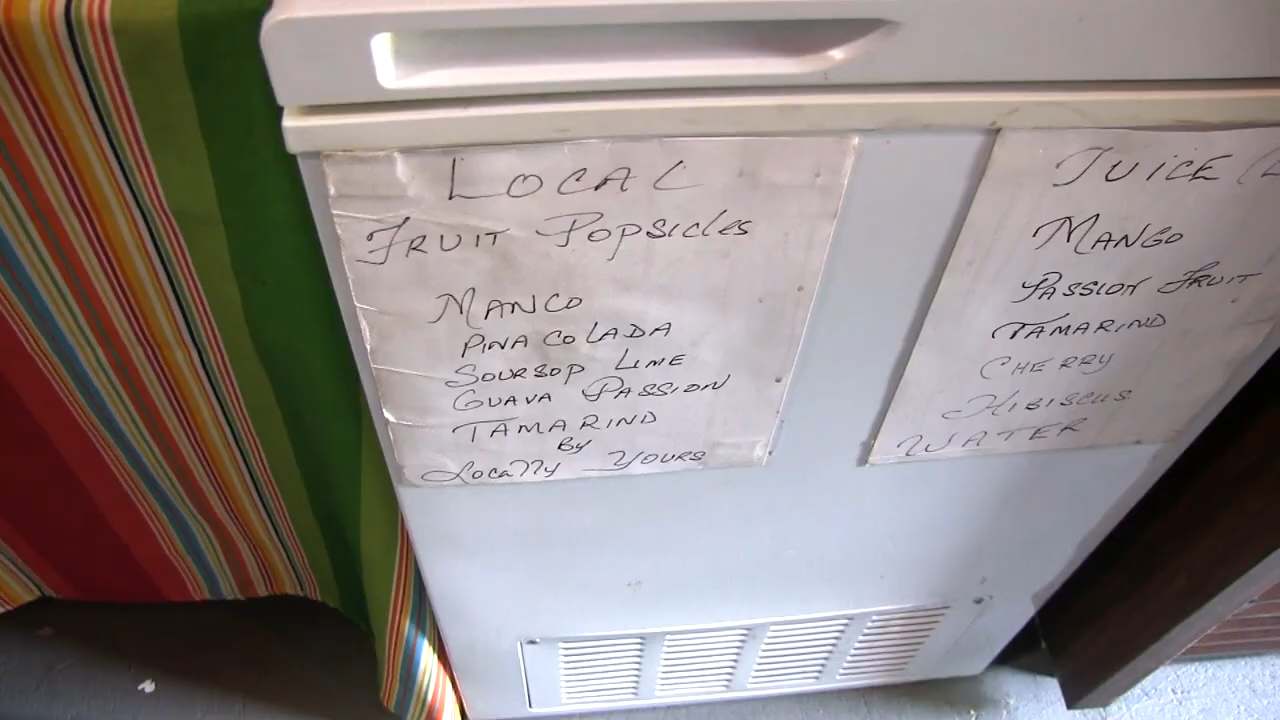 LOCAL
FRUIT POPSicles
MANGO
PINA COLADA
SOURSOP LIME
GUAVA PASSION
TAMARIND
By
Locally YOURS
JUICE
MANGO
PASSION FRUIT
TAMARIND
CHERRY
HIBISCUS
WATER